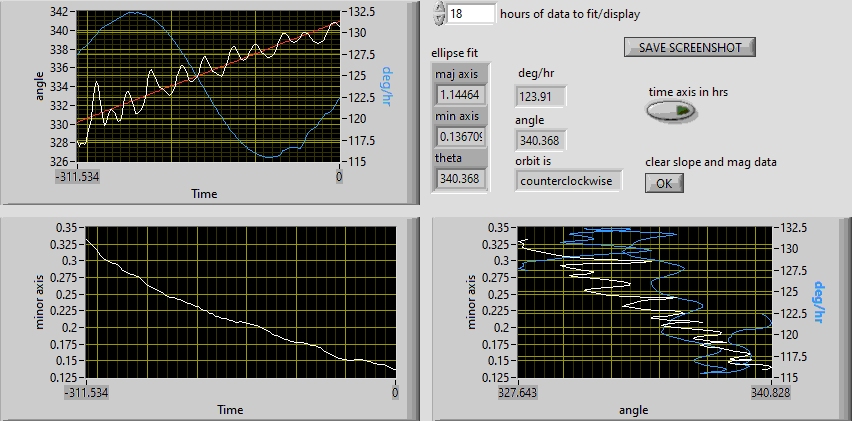 342
340
338
336
334
332
330
328
326
angle
132.5
130
127.5
125
122.5
120
117.5
115
deg/hr
-311.534
0
Time
18 hours of data to fit/display
SAVE SCREENSHOT
ellipse fit
maj axis
1.14464
min axis
0.136709
theta
340.368
deg/hr
123.91
angle
340.368
orbit is
counterclockwise
time axis in hrs
clear slope and mag data
OK
0.35
0.325
0.3
0.275
0.25
0.225
0.2
0.175
0.15
0.125
minor axis
-311.534
0
Time
0.35
0.325
0.3
0.275
0.25
0.225
0.2
0.175
0.15
0.125
minor axis
132.5
130
127.5
125
122.5
120
117.5
115
deg/hr
327.643
340.828
angle